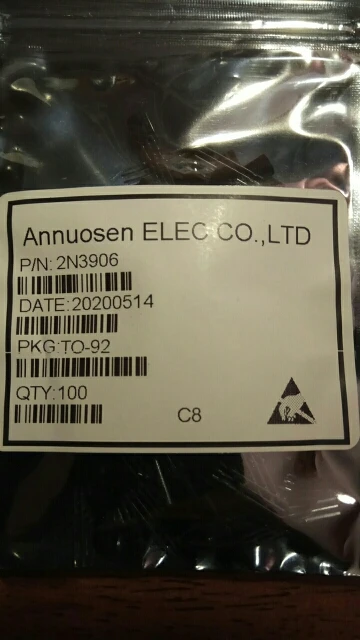 Annuosen ELEC CO.,LTD
P/N: 2N3906
DATE:20200514
PKG:TO-92
QTY:100
C8